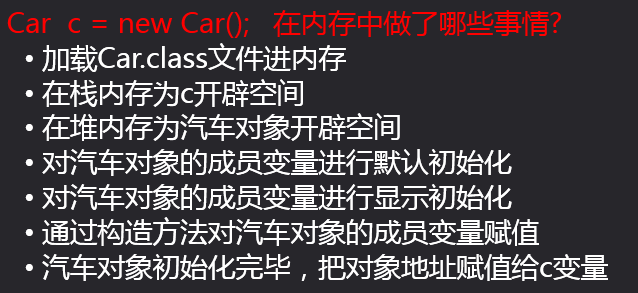 Car c = new Car(); 在内存中做了哪些事情?
• 加载Car.class文件进内存
• 在栈内存为c开辟空间
• 在堆内存为汽车对象开辟空间
• 对汽车对象的成员变量进行默认初始化
• 对汽车对象的成员变量进行显示初始化
• 通过构造方法对汽车对象的成员变量赋值
• 汽车对象初始化完毕，把对象地址赋值给c变量